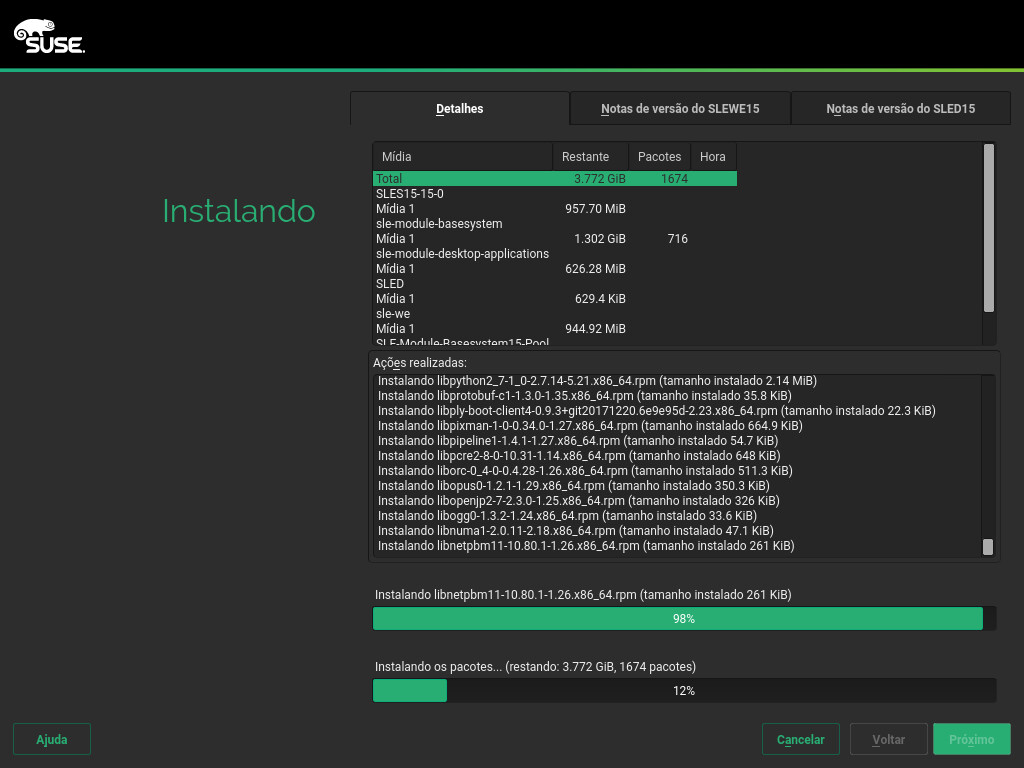 SUSE
Detalhes
Notas de versão do SLEWE15
Notas de versão do SLED15
Instalando
Mídia Restante Pacotes Hora
Total 3.772 GiB 1674
SLES15-15-0
Mídia 1 957.70 MiB
sle-module-basesystem
Mídia 1 1.302 GiB 716
sle-module-desktop-applications
Mídia 1 626.28 MiB
SLED
Mídia 1 629.4 KiB
sle-we
Mídia 1 944.92 MiB
SLE-Module-Basesystem15-Pool
Ações realizadas:
Instalando libpython2_7-1_0-2.7.14-5.21.x86_64.rpm (tamanho instalado 2.14 MiB)
Instalando libprotobuf-c1-1.3.0-1.35.x86_64.rpm (tamanho instalado 35.8 KiB)
Instalando libply-boot-client4-0.9.3+git20171220.6e9e95d-2.23.x86_64.rpm (tamanho instalado 22.3 KiB)
Instalando libpixman-1-0-0.34.0-1.27.x86_64.rpm (tamanho instalado 664.9 KiB)
Instalando libpipeline1-1.4.1-1.27.x86_64.rpm (tamanho instalado 54.7 KiB)
Instalando libpcre2-8-0-10.31-1.14.x86_64.rpm (tamanho instalado 648 KiB)
Instalando liborc-0_4-0-0.4.28-1.26.x86_64.rpm (tamanho instalado 511.3 KiB)
Instalando libopus0-1.2.1-1.29.x86_64.rpm (tamanho instalado 350.3 KiB)
Instalando libopenjp2-7-2.3.0-1.25.x86_64.rpm (tamanho instalado 326 KiB)
Instalando libogg0-1.3.2-1.24.x86_64.rpm (tamanho instalado 33.6 KiB)
Instalando libnuma1-2.0.11-2.18.x86_64.rpm (tamanho instalado 47.1 KiB)
Instalando libnetpbm11-10.80.1-1.26.x86_64.rpm (tamanho instalado 261 KiB)
Instalando libnetpbm11-10.80.1-1.26.x86_64.rpm (tamanho instalado 261 KiB)
98%
Instalando os pacotes... (restando: 3.772 GiB, 1674 pacotes)
12%
Ajuda
Cancelar
Voltar
Próximo